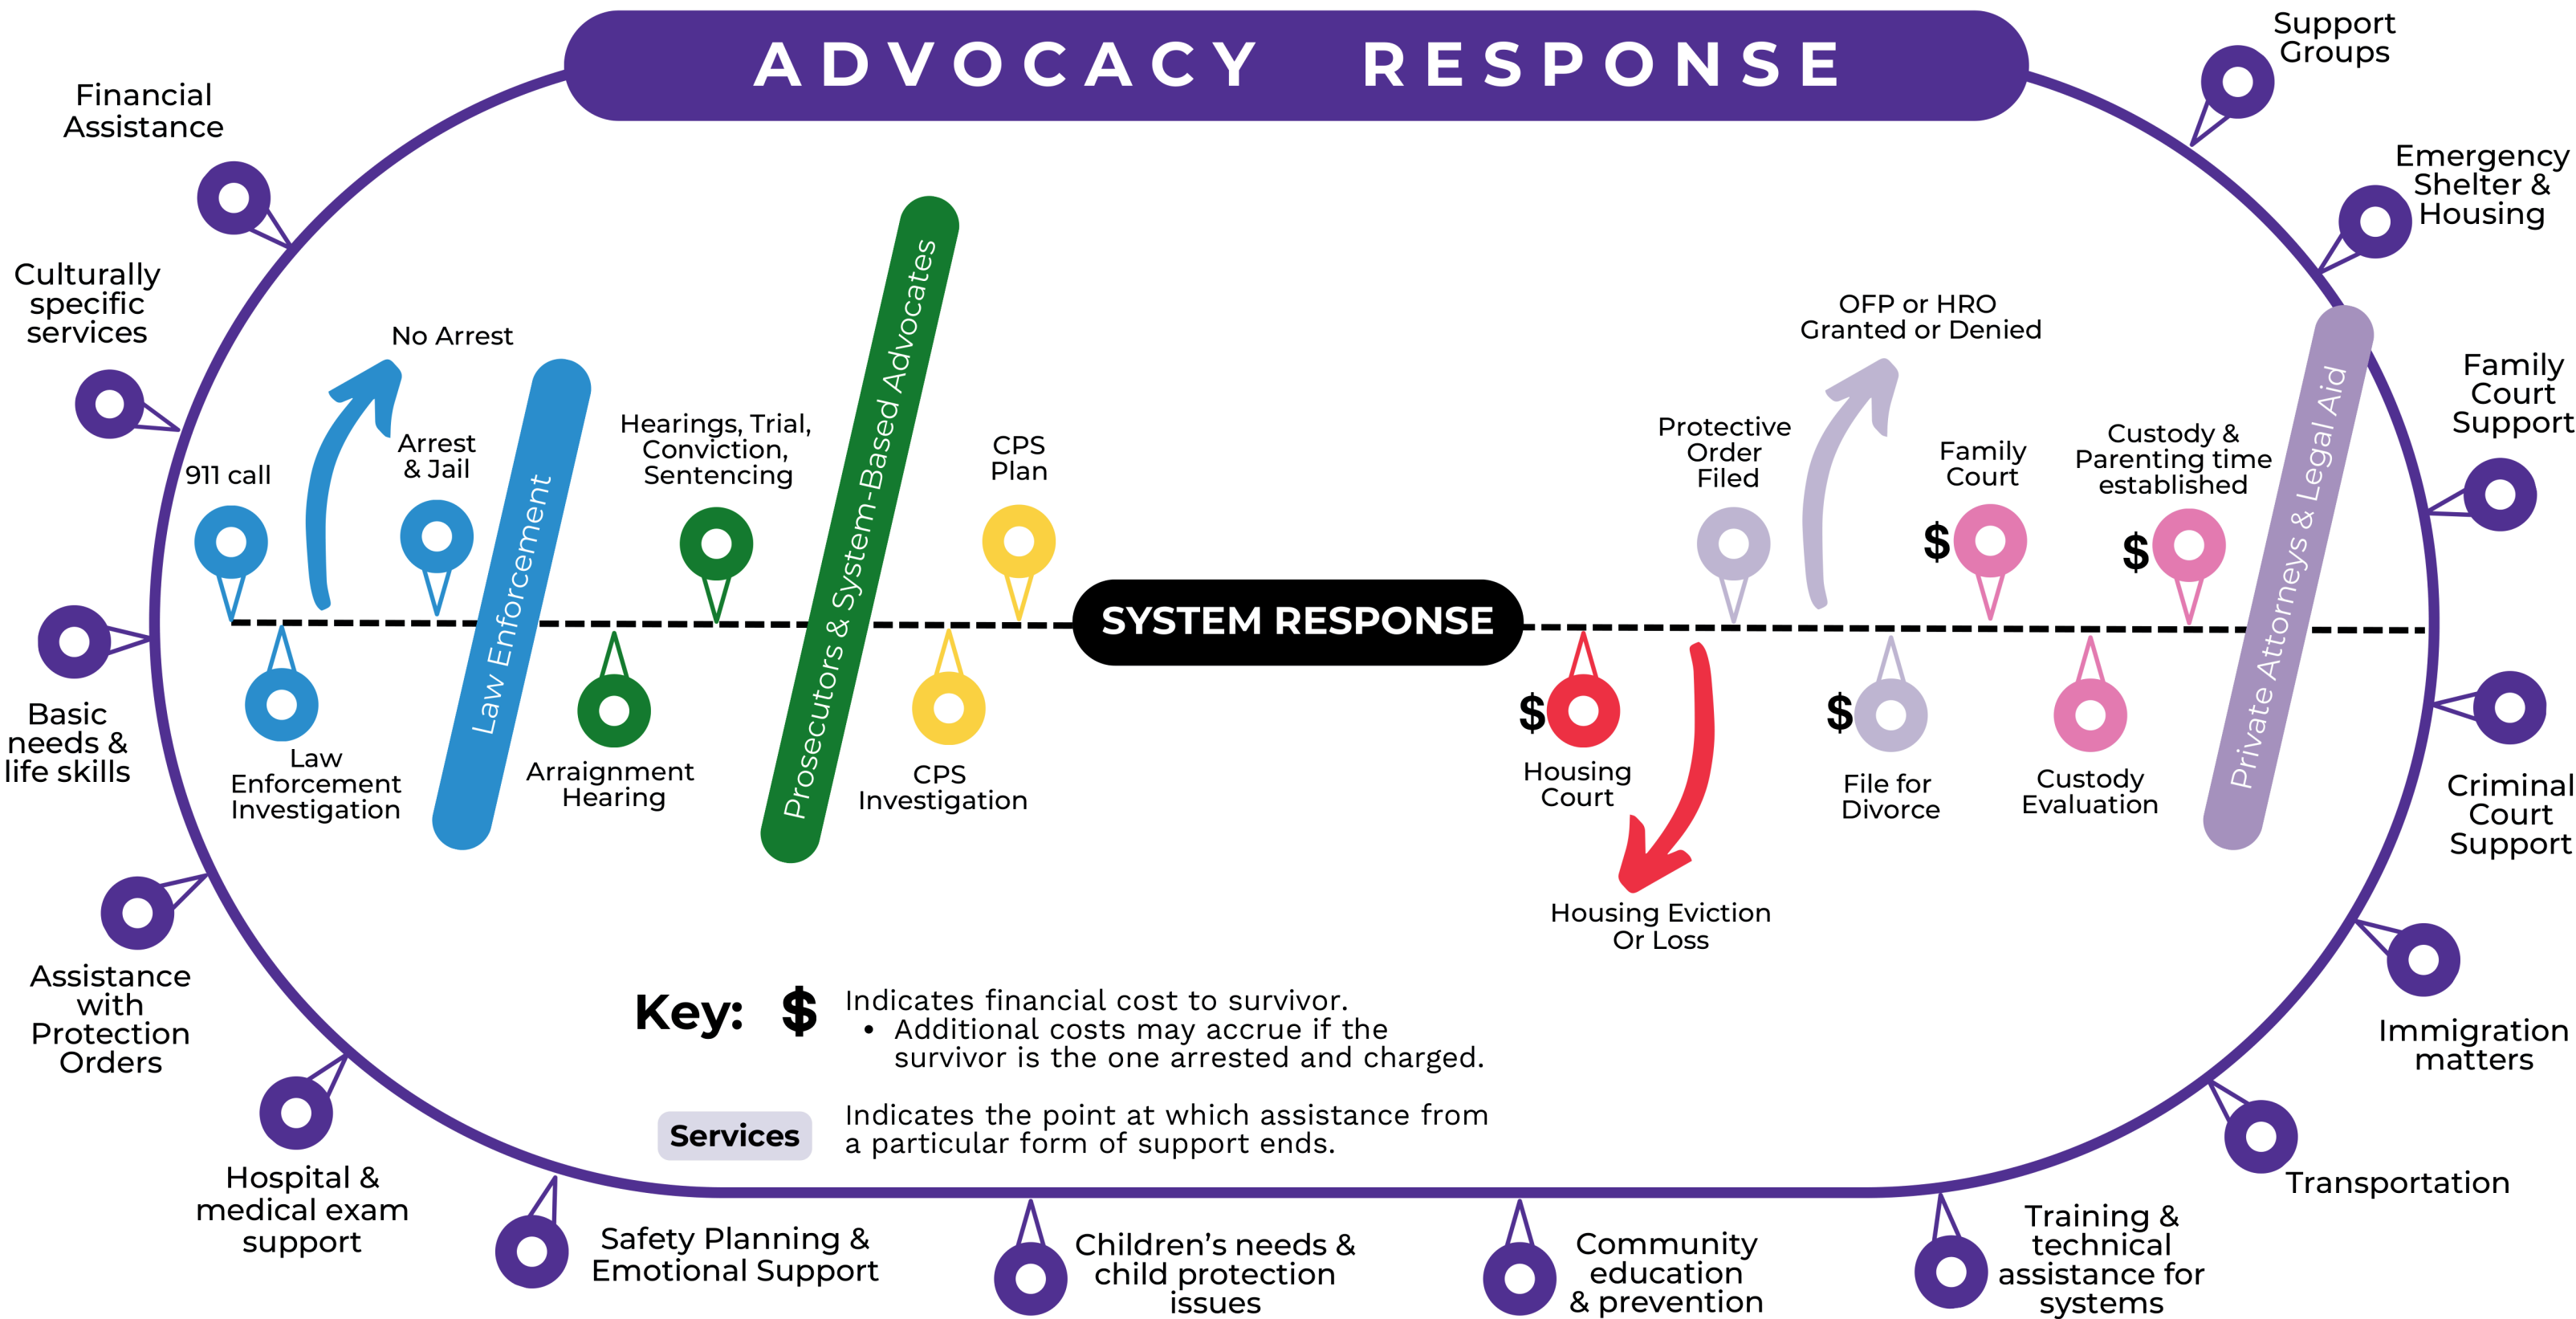 ADVOCACY RESPONSE
Support
Groups
Financial
Assistance
Emergency
Shelter &
Housing
Culturally
specific
services
Family
Court
Support
No Arrest
OFP or HRO
Granted or Denied
911 call
Arrest
& Jail
Law Enforcement
Hearings, Trial,
Conviction,
Sentencing
Prosecutors & System-Based Advocates
CPS
Plan
Protective
Order
Filed
$
Family
Court
$
Custody &
Parenting time
established
Private Attorneys & Legal Aid
SYSTEM RESPONSE
Basic
needs &
life skills
Law
Enforcement
Investigation
Arraignment
Hearing
CPS
Investigation
$
Housing
Court
$
File for
Divorce
Custody
Evaluation
Criminal
Court
Support
Housing Eviction
Or Loss
Assistance
with
Protection
Orders
Immigration
matters
Key: $ Indicates financial cost to survivor.
• Additional costs may accrue if the
survivor is the one arrested and charged.
Services Indicates the point at which assistance from
a particular form of support ends.
Hospital &
medical exam
support
Transportation
Safety Planning &
Emotional Support
Children’s needs &
child protection
issues
Community
education
& prevention
Training &
technical
assistance for
systems